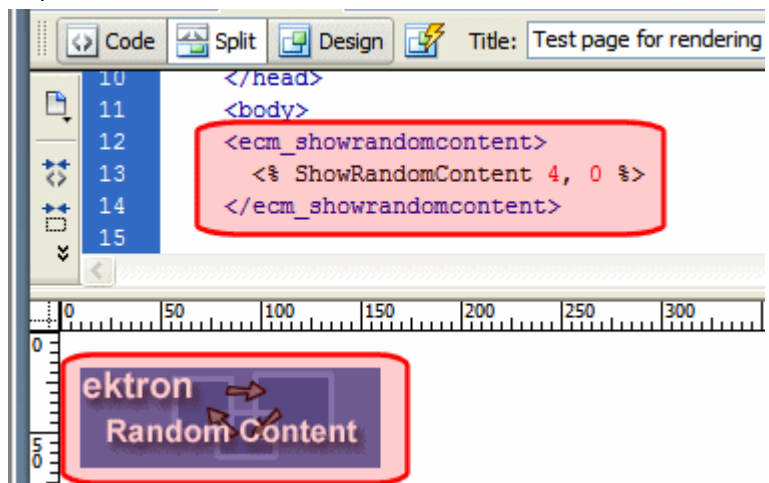 Code Split Design Title: Test page for rendering
10 </head>
11 <body>
12 <ecm_showrandomcontent>
13 <% ShowRandomContent 4, 0 %>
14 </ecm_showrandomcontent>
15
0 50 100 150 200 250 300
0
ektron
Random Content
50